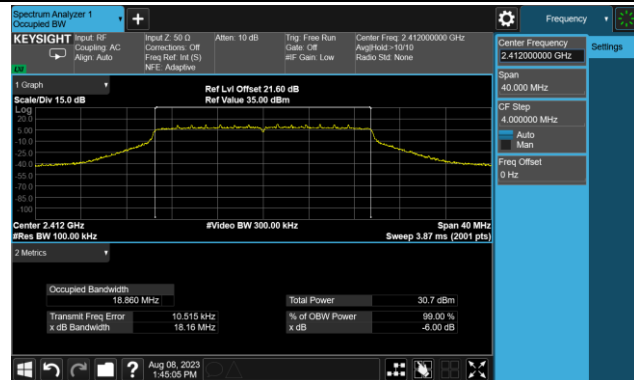 Spectrum Analyzer 1
Occupied BW
+
Frequency
KEYSIGHT
Input: RF
Coupling: AC
Align: Auto
Input Z: 50 Ω
Corrections: Off
Freq Ref: Int (S)
NFE: Adaptive
Atten: 10 dB
Trig: Free Run
Gate: Off
#IF Gain: Low
Center Freq: 2.412000000 GHz
Avg|Hold:>10/10
Radio Std: None
LXI
Center Frequency
2.412000000 GHz
Settings
Span
40.000 MHz
CF Step
4.000000 MHz
Auto
Man
Freq Offset
0 Hz
1 Graph
Scale/Div 15.0 dB
Ref Lvl Offset 21.60 dB
Ref Value 35.00 dBm
Log
20.0
5.00
-10.0
-25.0
-40.0
-55.0
-70.0
-85.0
-100
Center 2.412 GHz
#Res BW 100.00 kHz
#Video BW 300.00 kHz
Span 40 MHz
Sweep 3.87 ms (2001 pts)
2 Metrics
Occupied Bandwidth
18.860 MHz
Total Power 30.7 dBm
Transmit Freq Error 10.515 kHz
% of OBW Power 99.00 %
x dB Bandwidth 18.16 MHz
x dB -6.00 dB
?
Aug 08, 2023
1:45:05 PM